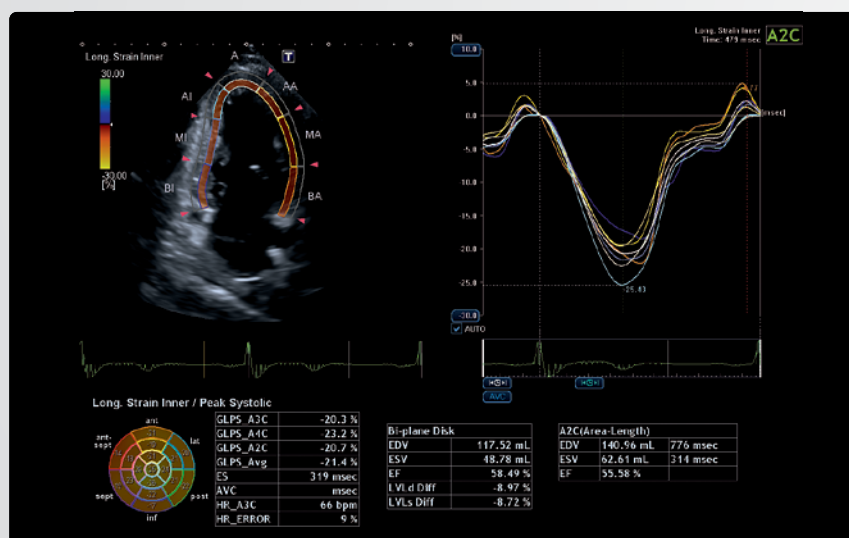 Long. Strain Inner
30.00
-30.00
[%]
A
T
AA
AI
MA
MI
BI
BA
[%]
Long. Strain Inner
Time: 479 msec
A2C
10.0
5.0
0.0
[msec]
-5.0
-10.0
-15.0
-20.0
-25.0
-25.43
-30.0
AUTO
AVC
Long. Strain Inner / Peak Systolic
ant
ant-sept
lat
sept
post
inf
GLPS_A3C -20.3 %
GLPS_A4C -23.2 %
GLPS_A2C -20.7 %
GLPS_Avg -21.4 %
ES 319 msec
AVC msec
HR_A3C 66 bpm
HR_ERROR 9 %
Bi-plane Disk
EDV 117.52 mL
ESV 48.78 mL
EF 58.49 %
LVLd Diff -8.97 %
LVLs Diff -8.72 %
A2C(Area-Length)
EDV 140.96 mL 776 msec
ESV 62.61 mL 314 msec
EF 55.58 %